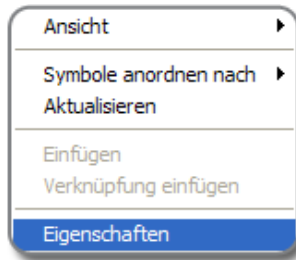 Ansicht
Symbole anordnen nach
Aktualisieren
Einfügen
Verknüpfung einfügen
Eigenschaften